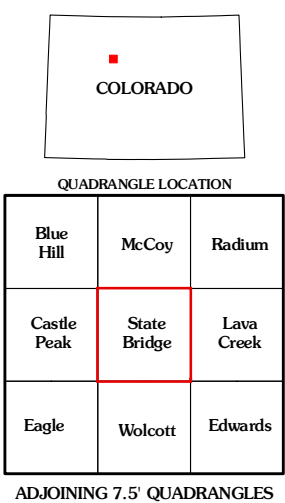 COLORADO
QUADRANGLE LOCATION
Blue
Hill
McCoy
Radium
Castle
Peak
State
Bridge
Lava
Creek
Eagle
Wolcott
Edwards
ADJOINING 7.5' QUADRANGLES